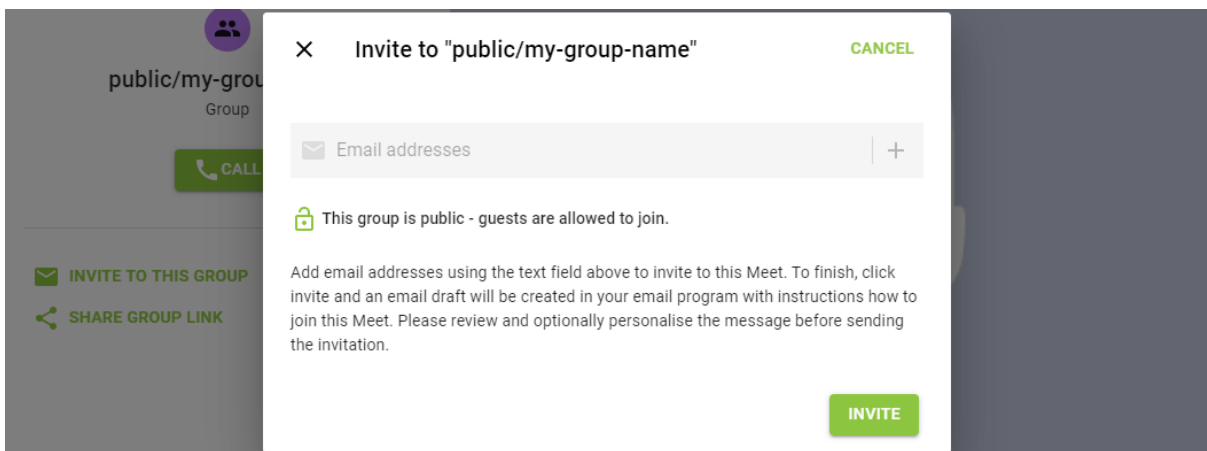 Invite to "public/my-group-name"
CANCEL
public/my-grou
Group
CALL
Email addresses
This group is public - guests are allowed to join.
INVITE TO THIS GROUP
SHARE GROUP LINK
Add email addresses using the text field above to invite to this Meet. To finish, click
invite and an email draft will be created in your email program with instructions how to
join this Meet. Please review and optionally personalise the message before sending
the invitation.
INVITE